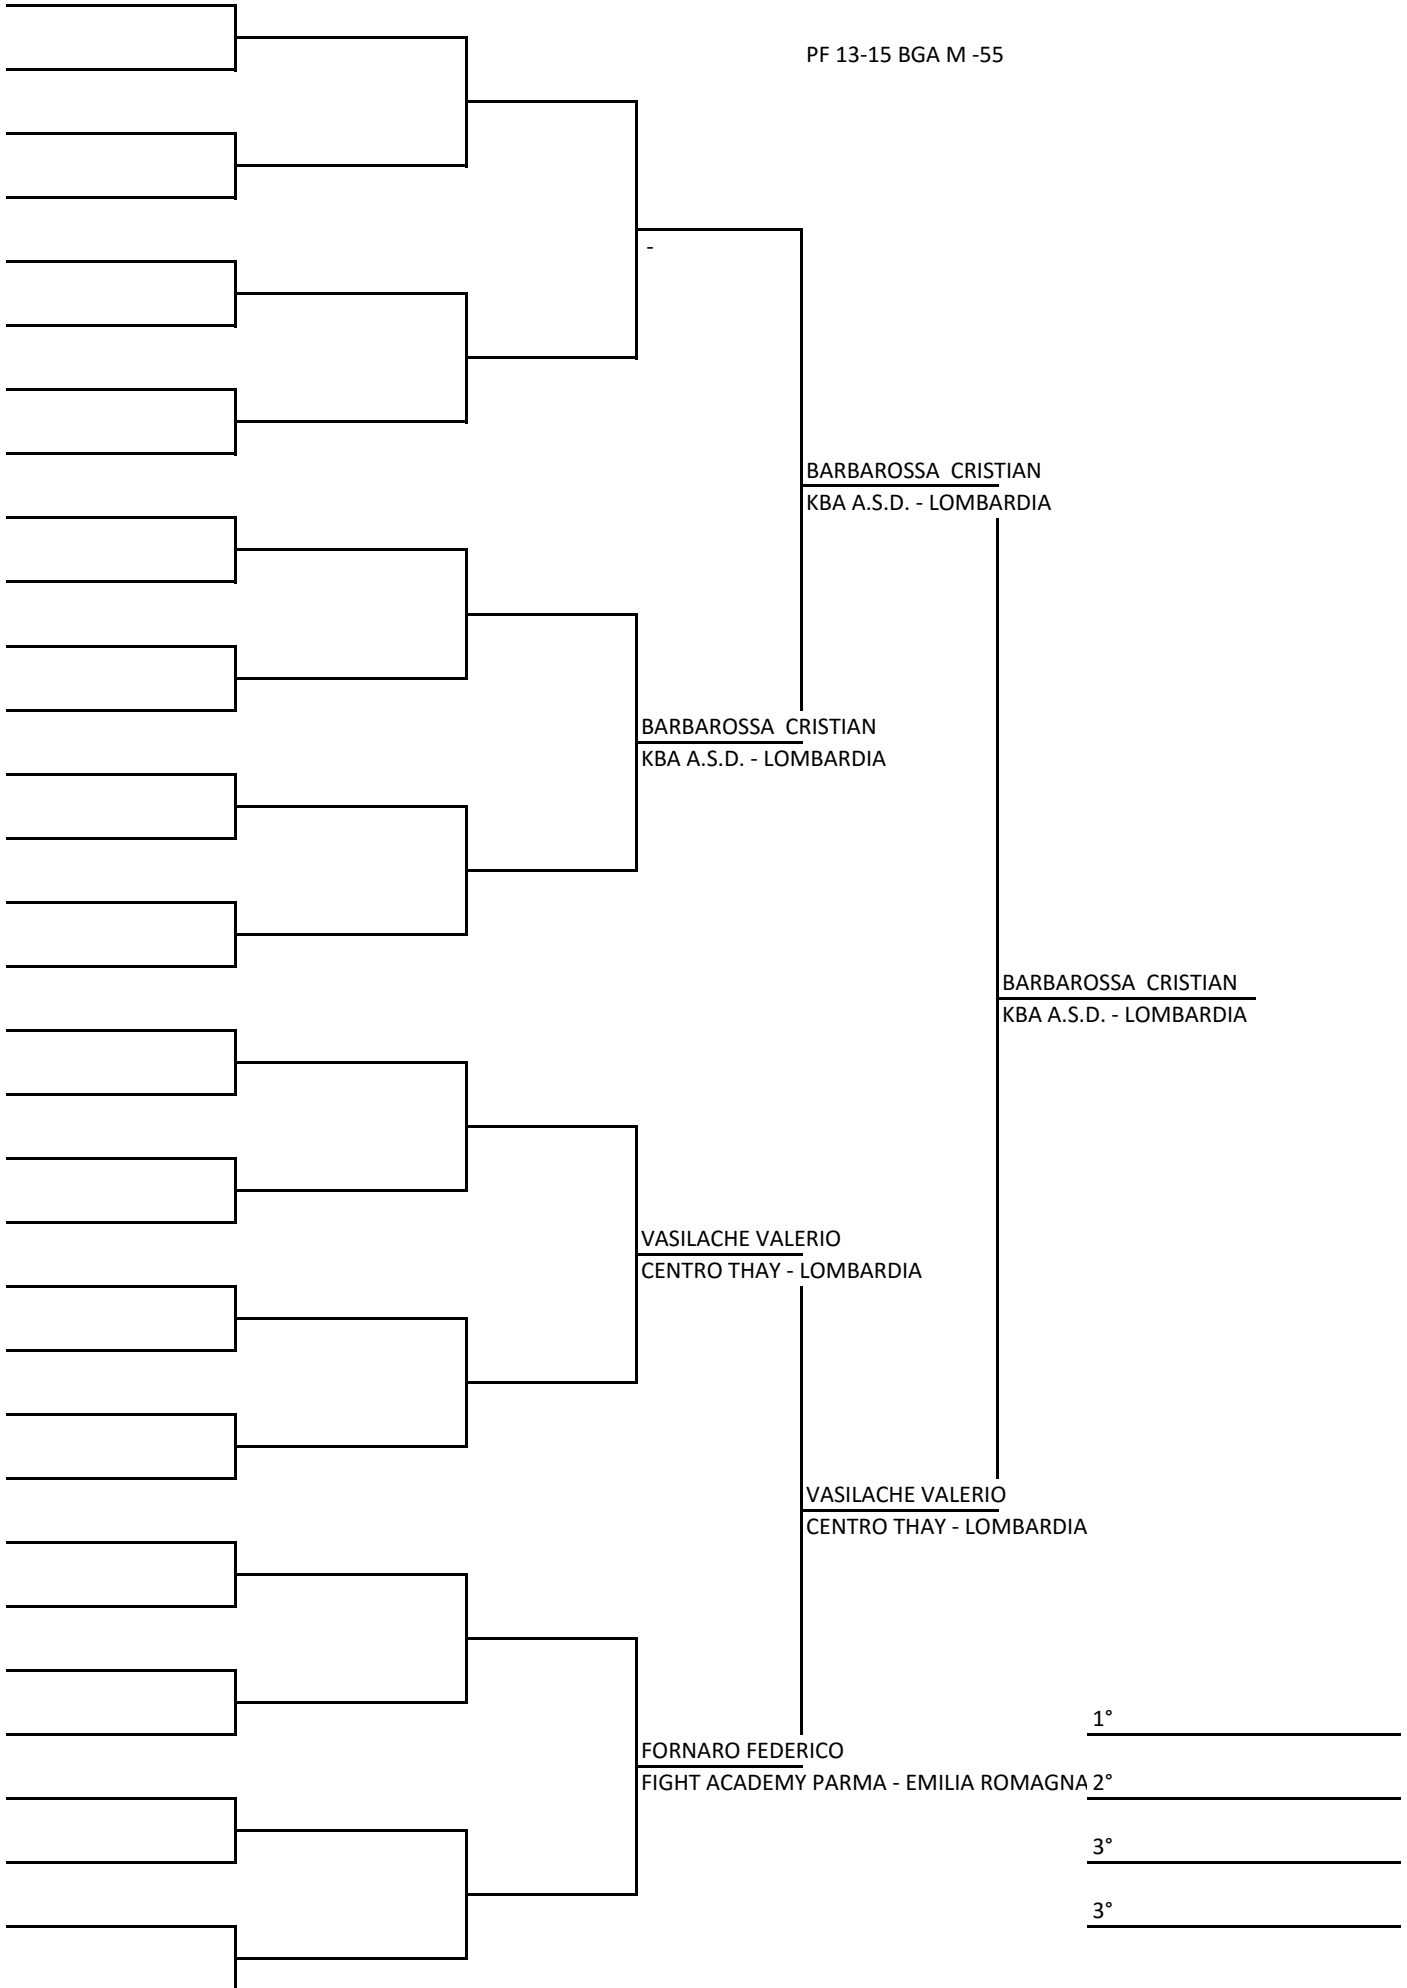 PF 13-15 BGA M -55
-
BARBAROSSA  CRISTIAN
KBA A.S.D. - LOMBARDIA
BARBAROSSA  CRISTIAN
KBA A.S.D. - LOMBARDIA
BARBAROSSA  CRISTIAN
KBA A.S.D. - LOMBARDIA
VASILACHE VALERIO
CENTRO THAY - LOMBARDIA
VASILACHE VALERIO
CENTRO THAY - LOMBARDIA
1°
FORNARO FEDERICO
FIGHT ACADEMY PARMA - EMILIA ROMAGNA 2°
3°
3°